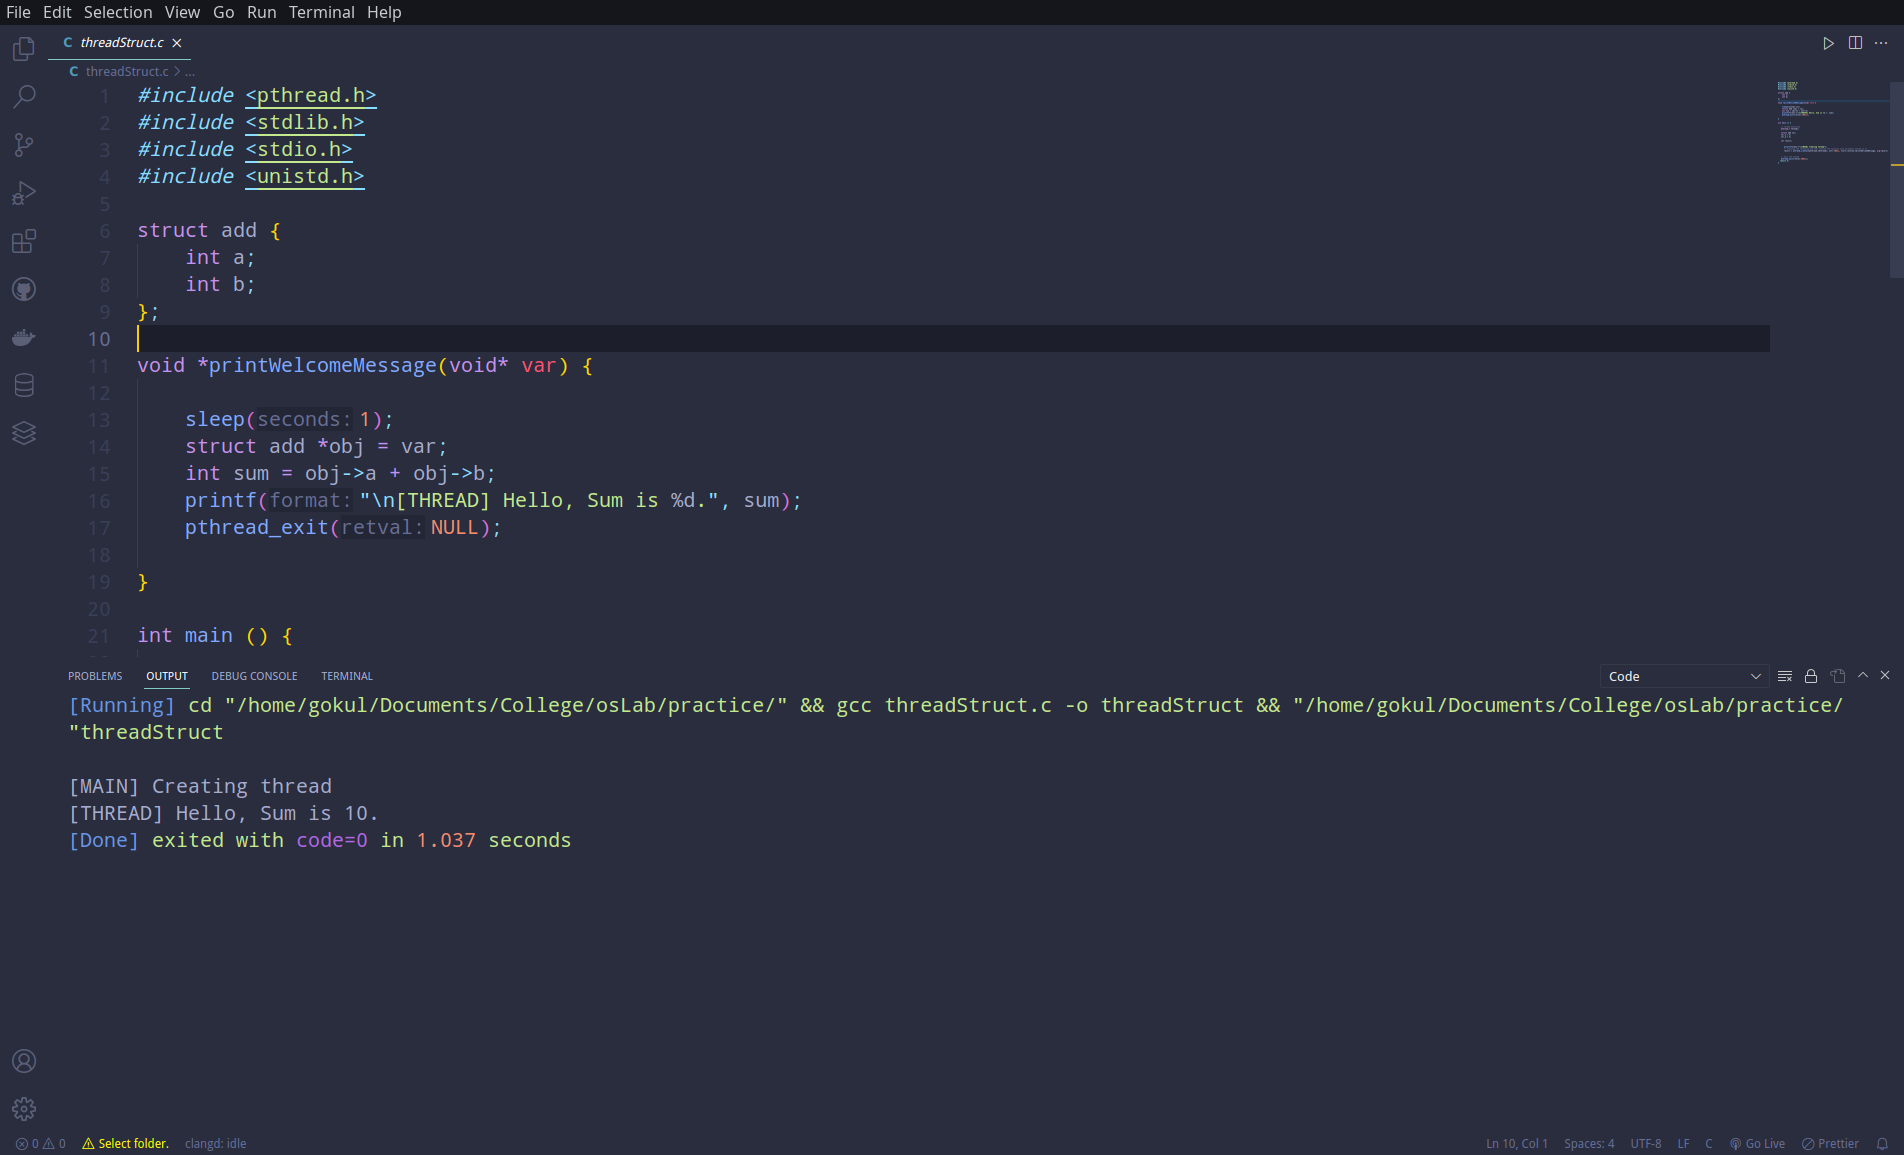 File Edit Selection View Go Run Terminal Help
C threadStruct.c
C threadStruct.c > ...
1 #include <pthread.h>
2 #include <stdlib.h>
3 #include <stdio.h>
4 #include <unistd.h>
5
6 struct add {
7     int a;
8     int b;
9 };
10
11 void *printWelcomeMessage(void* var) {
12
13     sleep(seconds: 1);
14     struct add *obj = var;
15     int sum = obj->a + obj->b;
16     printf(format: "\n[THREAD] Hello, Sum is %d.", sum);
17     pthread_exit(retval: NULL);
18
19 }
20
21 int main () {
PROBLEMS OUTPUT DEBUG CONSOLE TERMINAL Code
[Running] cd "/home/gokul/Documents/College/osLab/practice/" && gcc threadStruct.c -o threadStruct && "/home/gokul/Documents/College/osLab/practice/
"threadStruct
[MAIN] Creating thread
[THREAD] Hello, Sum is 10.
[Done] exited with code=0 in 1.037 seconds
0 0 Select folder. clangd: idle Ln 10, Col 1 Spaces: 4 UTF-8 LF C Go Live Prettier